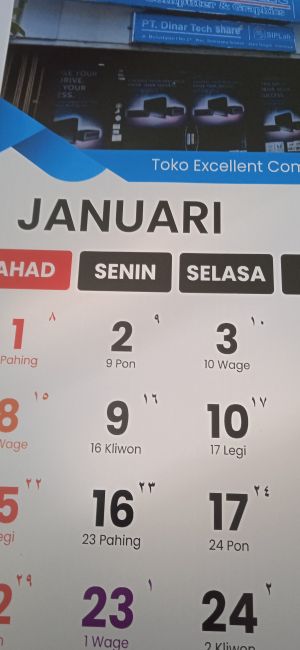 Computer & Graphics
PT. Dinar Tech share
SIPLah
Toko Excellent Com
JANUARI
AHAD SENIN SELASA
1 ٨ 2 ٩ 3 ١٠
Pahing 9 Pon 10 Wage
8 ١٥ 9 ١٦ 10 ١٧
Wage 16 Kliwon 17 Legi
5 ٢٢ 16 ٢٣ 17 ٢٤
egi 23 Pahing 24 Pon
2 ٢٩ 23 ١ 24 ٢
1 Wage 2 Kliwon